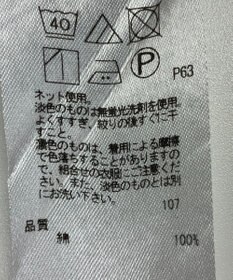 40
P
P63
ネット使用。
淡色のものは無蛍光洗剤を使用。
よくすすぎ、絞りの後すぐに干
すこと。
濃色のものは、着用による摩擦
で色落ちすることがありますの
で、組合せの衣服にご注意くだ
さい。また、淡色のものとは別
にお洗い下さい。
107
品質
綿 100%